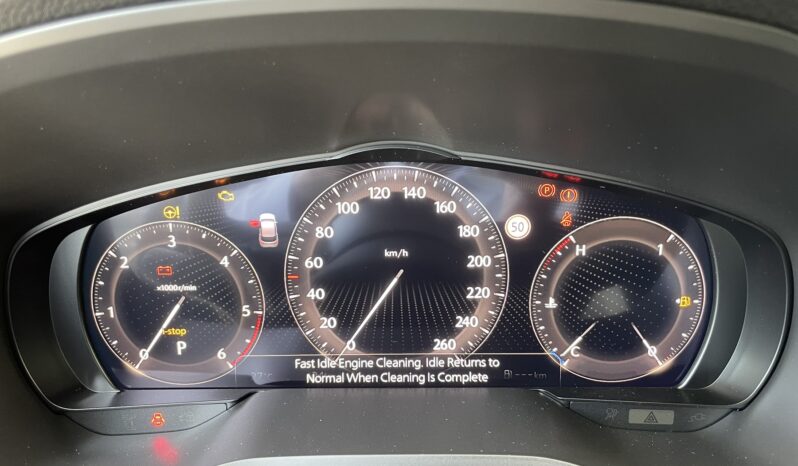 120
100 140
80 160
50
60 180
km/h
40 200
20 220
0 240
260
3
2 4
x1000r/min
1 5
i-stop
P
0 6
H 1
C 0
Fast Idle Engine Cleaning. Idle Returns to
Normal When Cleaning Is Complete
---km